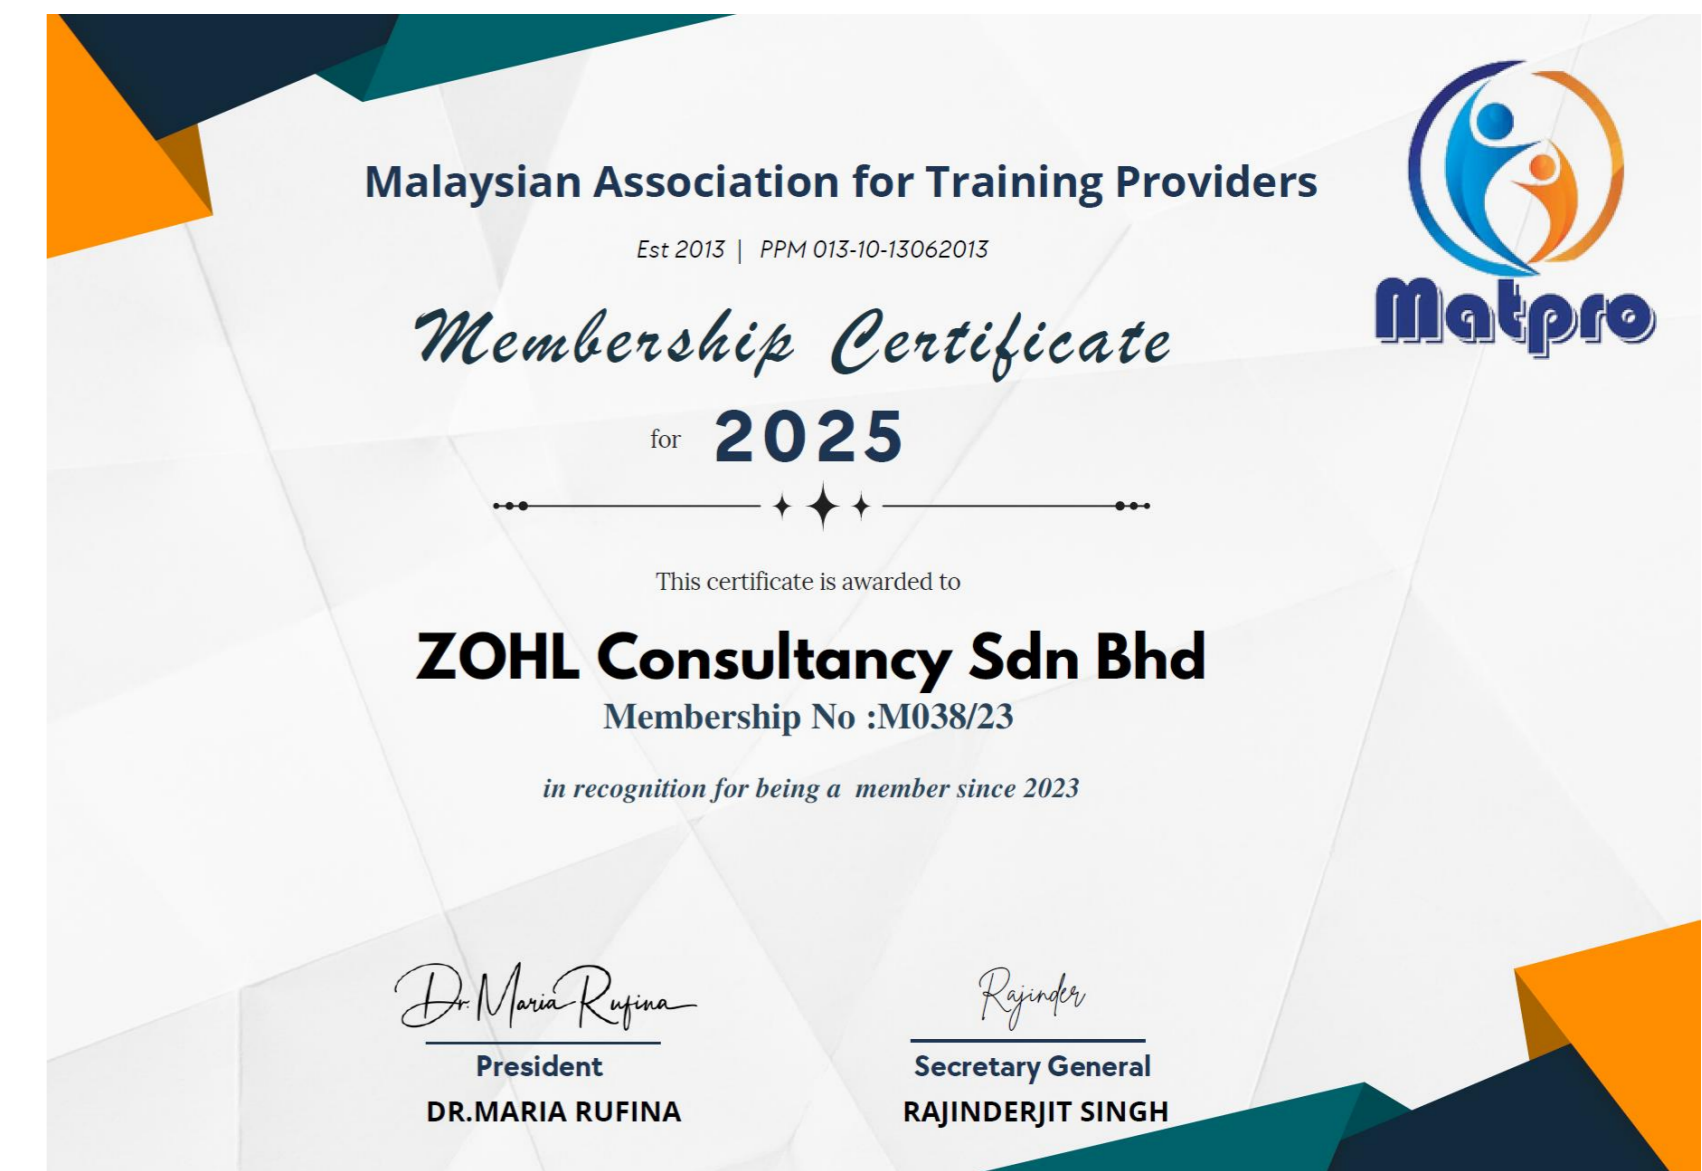 Malaysian Association for Training Providers
Est 2013 | PPM 013-10-13062013
Matpro
Membership Certificate
for 2025
This certificate is awarded to
ZOHL Consultancy Sdn Bhd
Membership No :M038/23
in recognition for being a member since 2023
Dr. Maria Rufina
Rajinder
President
Secretary General
DR.MARIA RUFINA
RAJINDERJIT SINGH